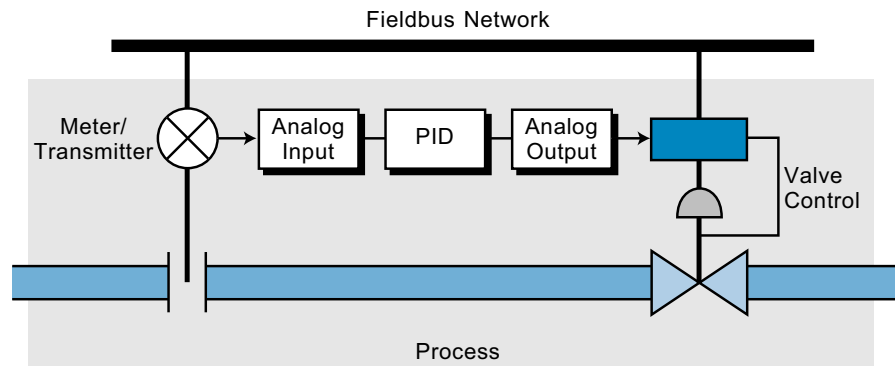 Fieldbus Network
Meter/
Transmitter
Analog
Input
PID
Analog
Output
Valve
Control
Process